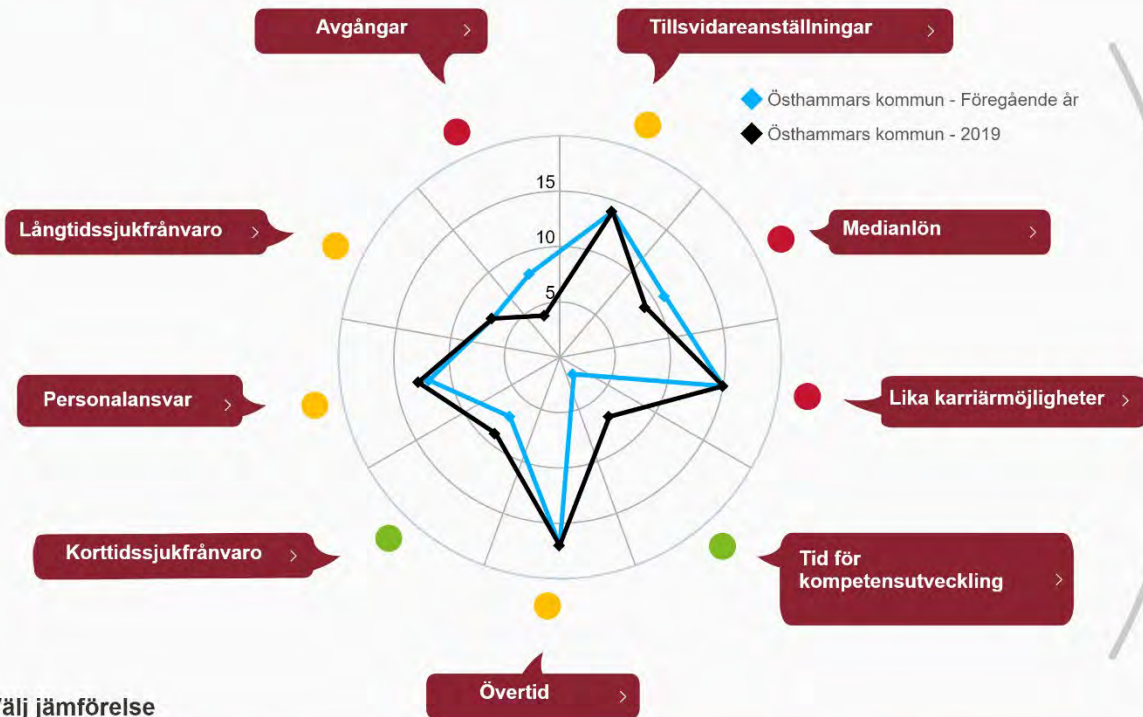 Avgångar
Tillsvidareanställningar
Östhammars kommun - Föregående år
Östhammars kommun - 2019
15
10
5
Långtidssjukfrånvaro
Medianlön
Personalansvar
Lika karriärmöjligheter
Korttidssjukfrånvaro
Tid för
kompetensutveckling
Övertid
älj jämförelse